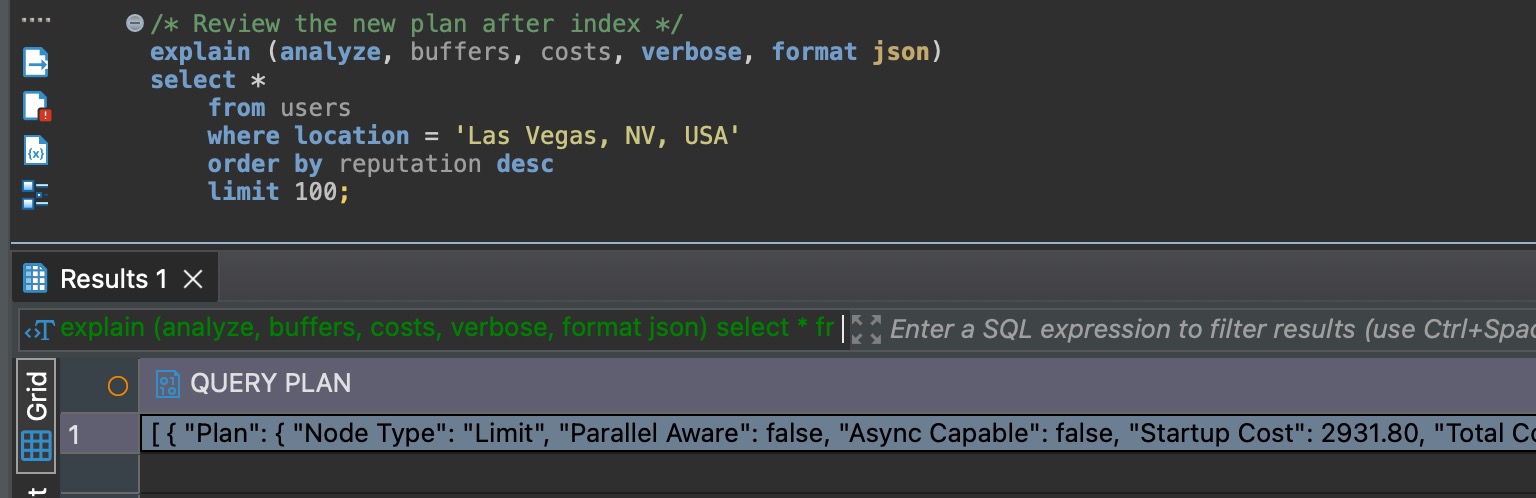 /* Review the new plan after index */
explain (analyze, buffers, costs, verbose, format json)
select *
from users
where location = 'Las Vegas, NV, USA'
order by reputation desc
limit 100;
Results 1
explain (analyze, buffers, costs, verbose, format json) select * fr
Enter a SQL expression to filter results (use Ctrl+Spac
Grid
QUERY PLAN
1
[ { "Plan": { "Node Type": "Limit", "Parallel Aware": false, "Async Capable": false, "Startup Cost": 2931.80, "Total Co